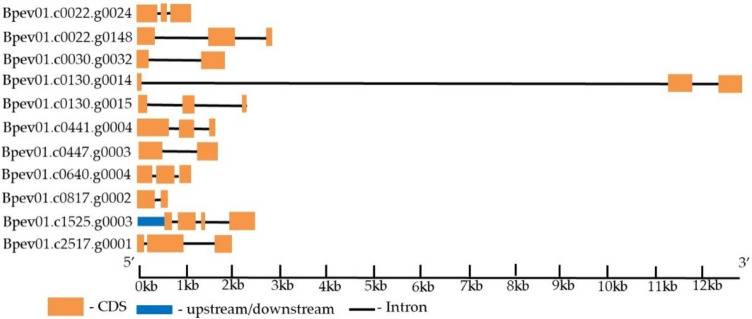 Bpev01.c0022.g0024
Bpev01.c0022.g0148
Bpev01.c0030.g0032
Bpev01.c0130.g0014
Bpev01.c0130.g0015
Bpev01.c0441.g0004
Bpev01.c0447.g0003
Bpev01.c0640.g0004
Bpev01.c0817.g0002
Bpev01.c1525.g0003
Bpev01.c2517.g0001
5′ 3′
0kb 1kb 2kb 3kb 4kb 5kb 6kb 7kb 8kb 9kb 10kb 11kb 12kb
- CDS - upstream/downstream - Intron